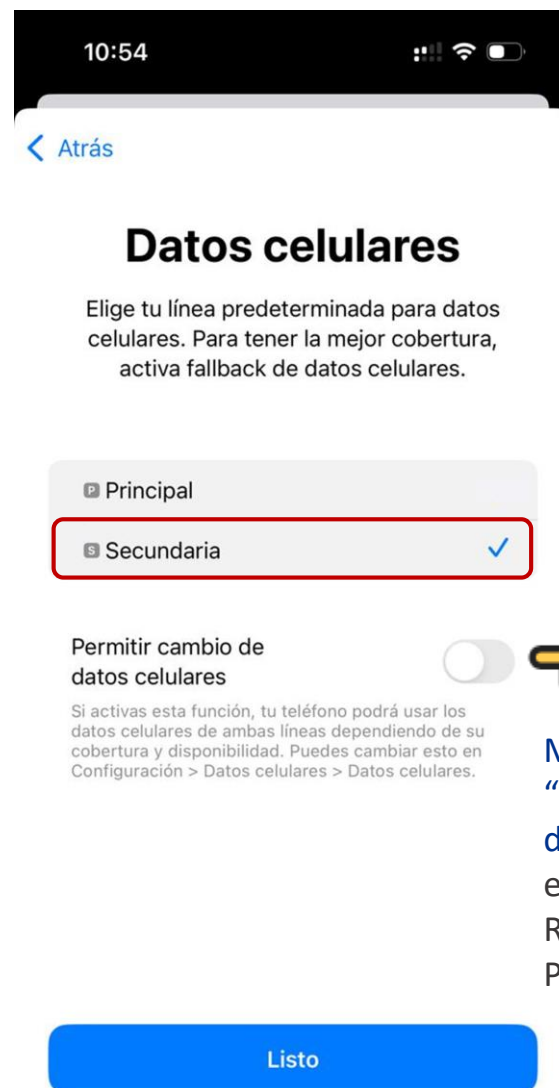 10:54
Atrás
Datos celulares
Elige tu línea predeterminada para datos
celulares. Para tener la mejor cobertura,
activa fallback de datos celulares.
P Principal
S Secundaria
Permitir cambio de
datos celulares
Si activas esta función, tu teléfono podrá usar los
datos celulares de ambas líneas dependiendo de su
cobertura y disponibilidad. Puedes cambiar esto en
Configuración > Datos celulares > Datos celulares.
Listo